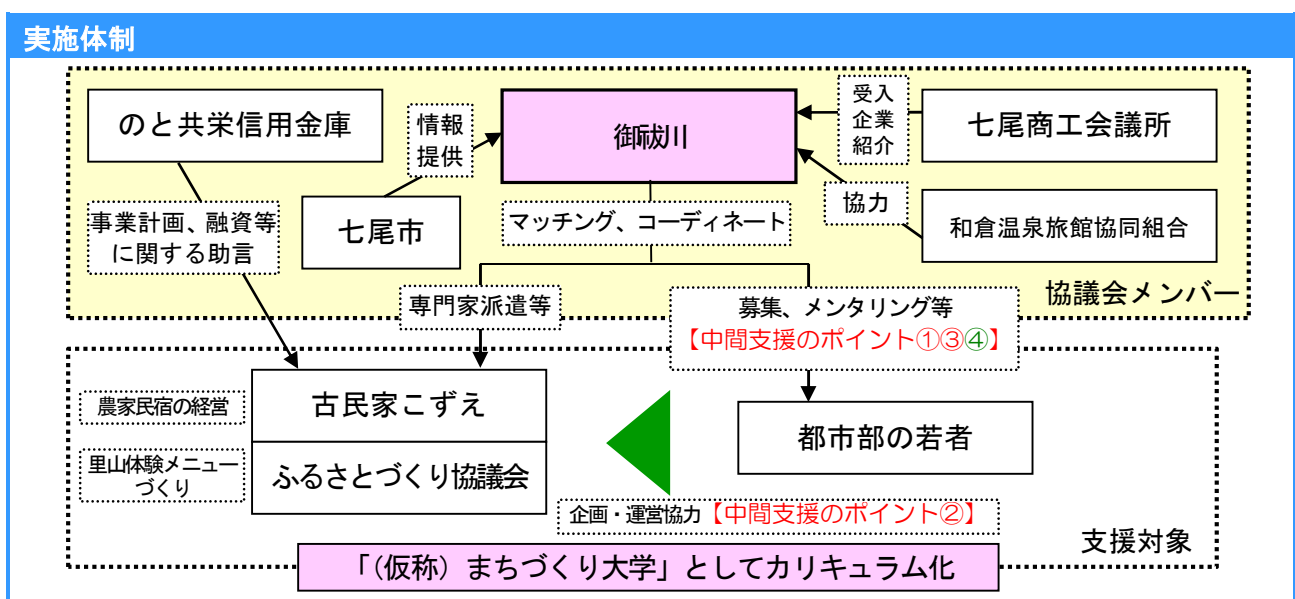 実施体制
のと共栄信用金庫
情報
提供
御祓川
受入
企業
紹介
七尾商工会議所
事業計画、融資等
に関する助言
七尾市
マッチング、コーディネート
協力
和倉温泉旅館協同組合
協議会メンバー
専門家派遣等
募集、メンタリング等
【中間支援のポイント①③④】
農家民宿の経営
古民家こずえ
都市部の若者
里山体験メニュー
づくり
ふるさとづくり協議会
企画・運営協力【中間支援のポイント②】
支援対象
「（仮称）まちづくり大学」としてカリキュラム化